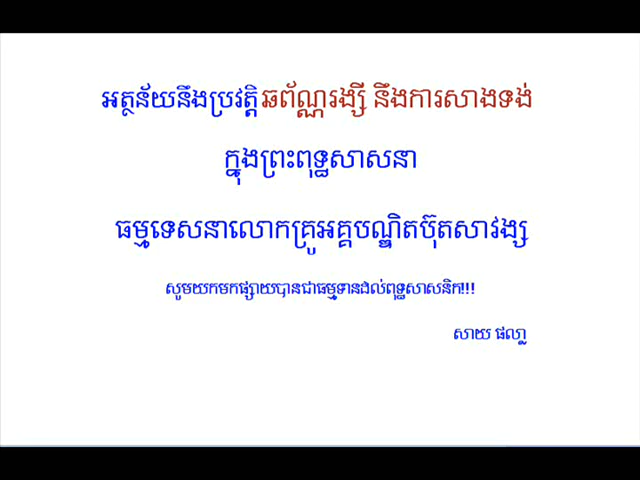 អត្ថន័យនឹងប្រវត្តិឆព័ណ្ណរង្សី នឹងការសាងទង់
ក្នុងព្រះពុទ្ធសាសនា
ធម្មទេសនាលោកគ្រូអគ្គបណ្ឌិតប៊ុតសាវង្ស
សូមយកមកផ្សាយបានជាធម្មទានដល់ពុទ្ធសាសនិក!!!
សាយ ផល្លា